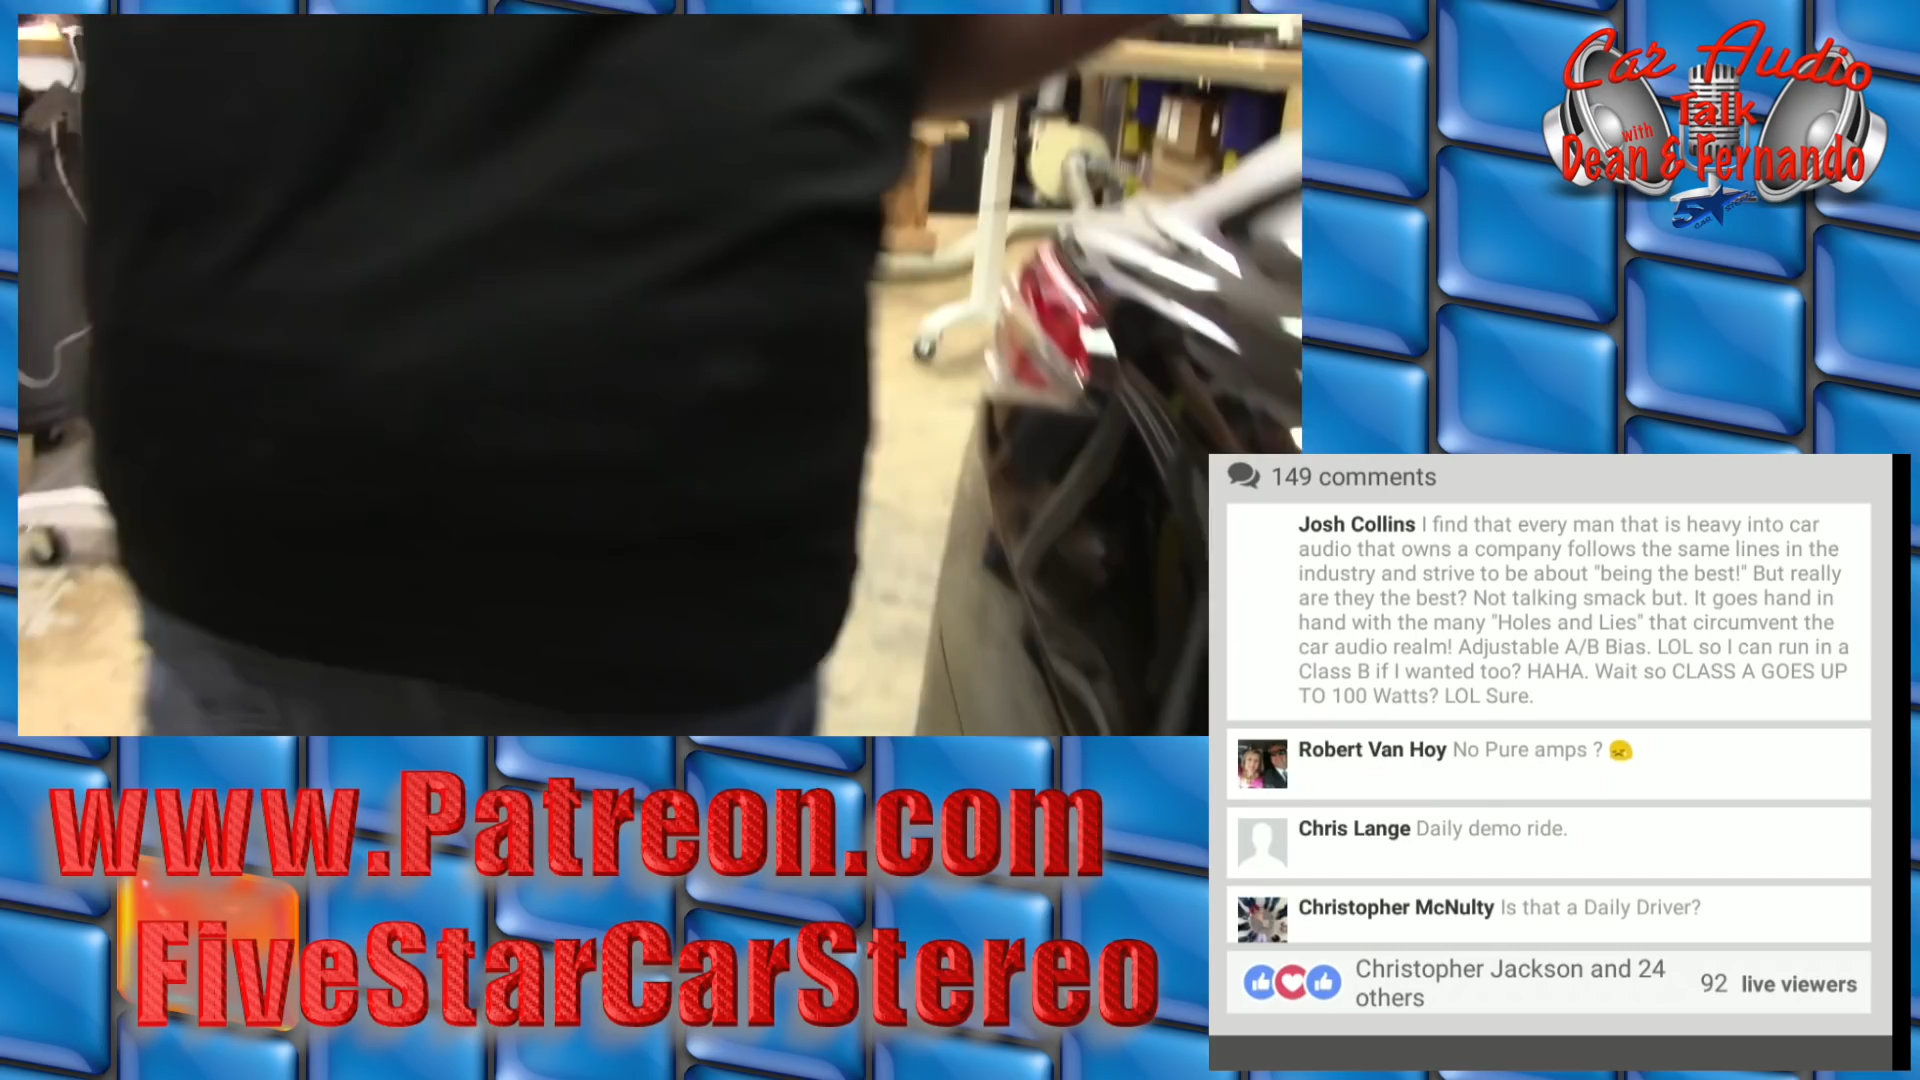 Car Audio
Talk
with
Dean & Fernando
149 comments
Josh Collins I find that every man that is heavy into car
audio that owns a company follows the same lines in the
industry and strive to be about "being the best!" But really
are they the best? Not talking smack but. It goes hand in
hand with the many "Holes and Lies" that circumvent the
car audio realm! Adjustable A/B Bias. LOL so I can run in a
Class B if I wanted too? HAHA. Wait so CLASS A GOES UP
TO 100 Watts? LOL Sure.
Robert Van Hoy No Pure amps ? 😞
Chris Lange Daily demo ride.
Christopher McNulty Is that a Daily Driver?
Christopher Jackson and 24
others
92 live viewers
www.Patreon.com
FiveStarCarStereo